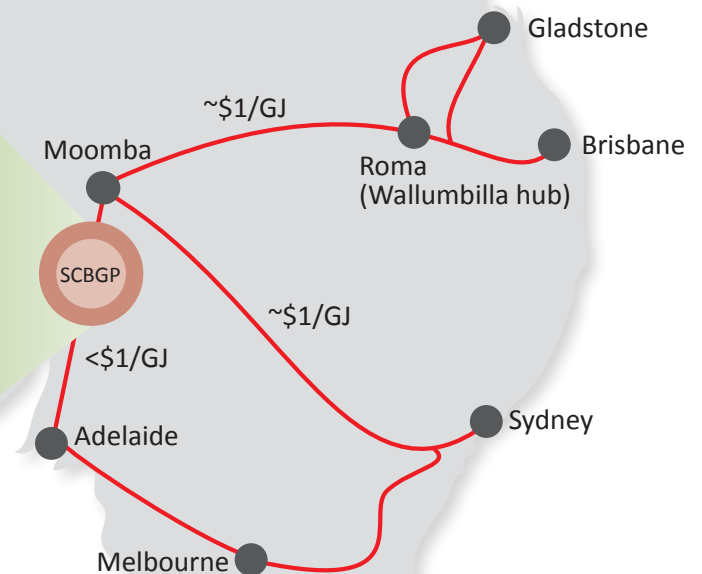 Gladstone
~$1/GJ
Moomba
Brisbane
Roma
(Wallumbilla hub)
SCBGP
~$1/GJ
<$1/GJ
Sydney
Adelaide
Melbourne